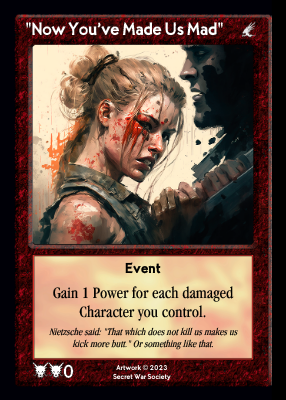 "Now You've Made Us Mad"
Event
Gain 1 Power for each damaged
Character you control.
Nietzsche said: "That which does not kill us makes us
kick more butt." Or something like that.
0
Artwork © 2023
Secret War Society